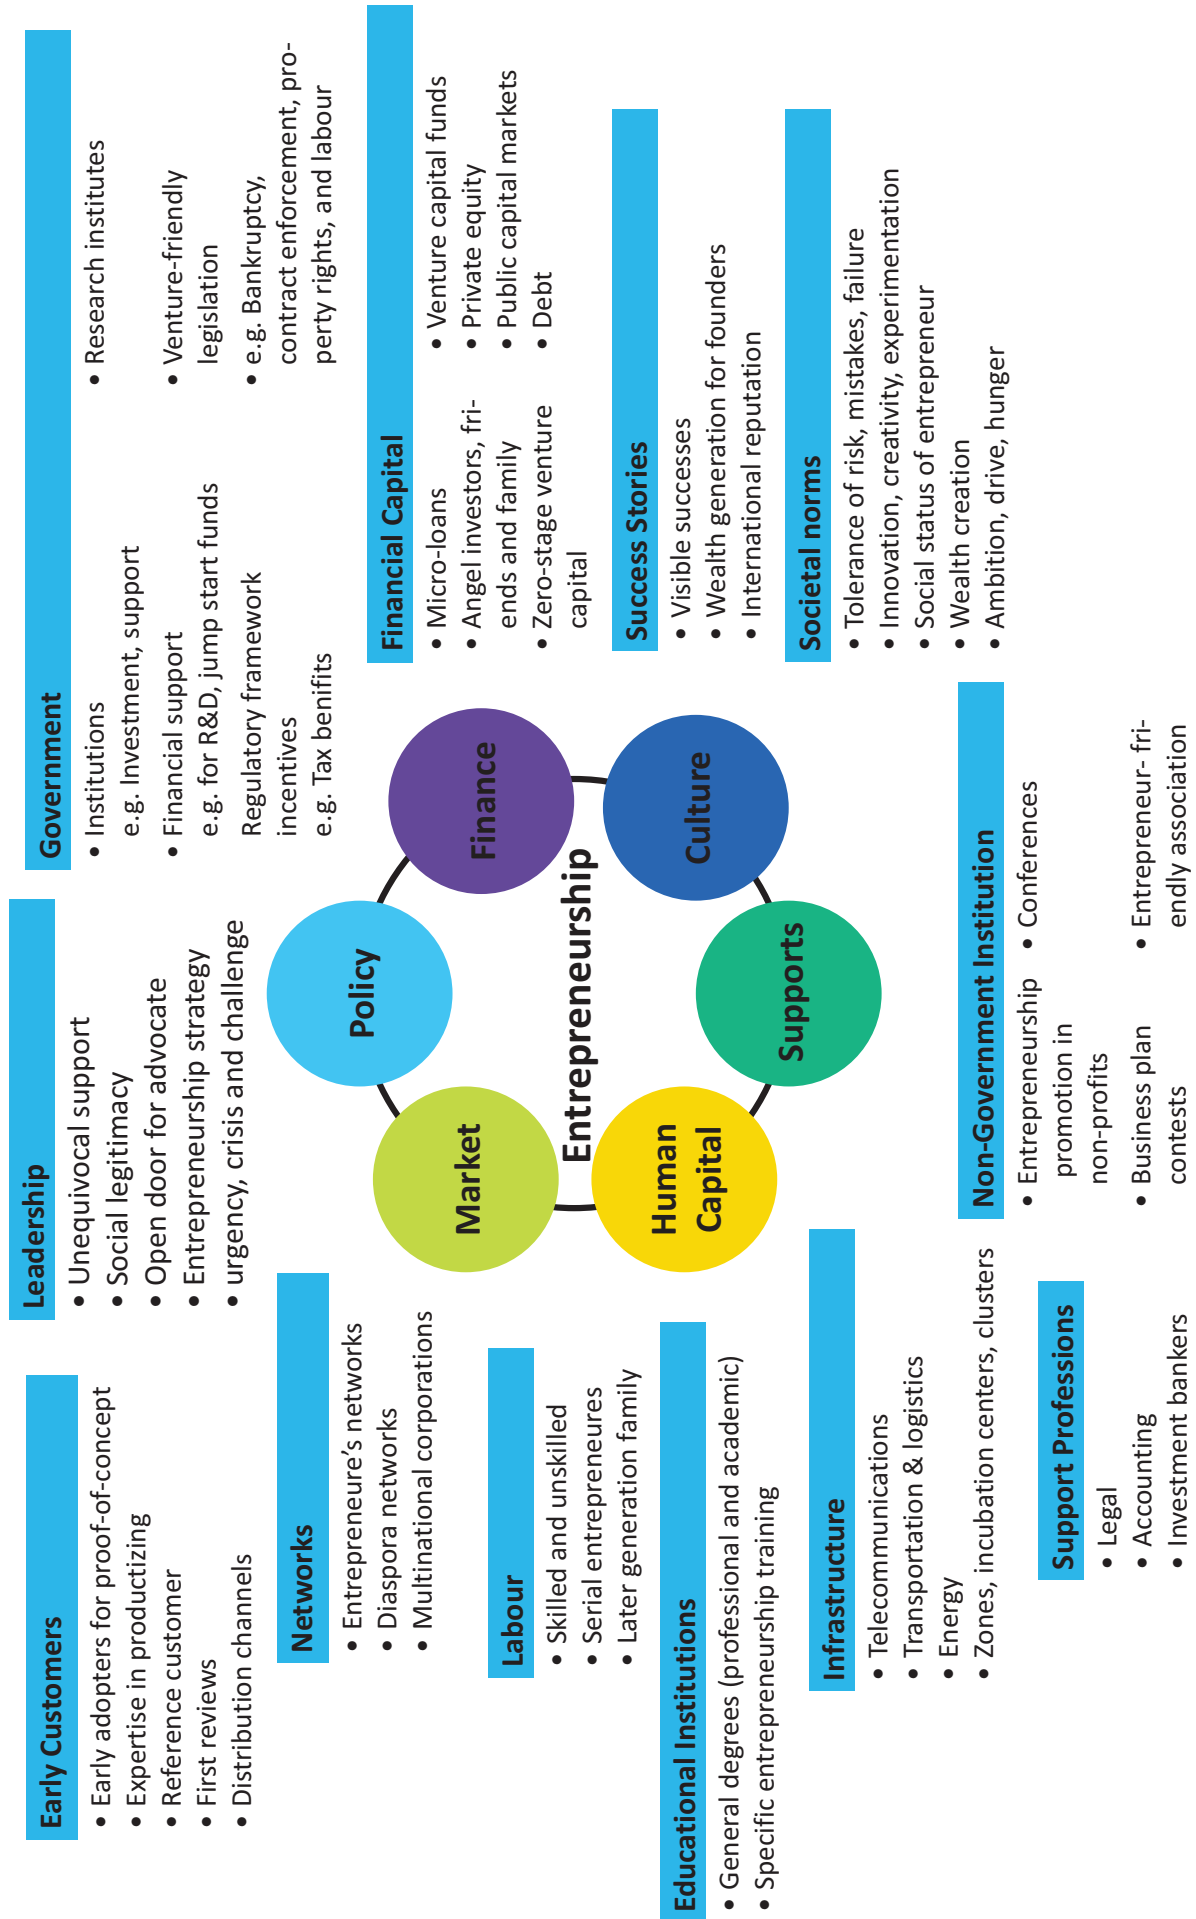 Early Customers
• Early adopters for proof-of-concept
• Expertise in productizing
• Reference customer
• First reviews
• Distribution channels
Leadership
• Unequivocal support
• Social legitimacy
• Open door for advocate
• Entrepreneurship strategy
• urgency, crisis and challenge
Government
• Institutions
e.g. Investment, support
• Financial support
e.g. for R&D, jump start funds
Regulatory framework
incentives
e.g. Tax benifits
• Research institutes
• Venture-friendly
legislation
• e.g. Bankruptcy,
contract enforcement, pro-
perty rights, and labour
Networks
• Entrepreneure's networks
• Diaspora networks
• Multinational corporations
Labour
• Skilled and unskilled
• Serial entrepreneures
• Later generation family
Educational Institutions
• General degrees (professional and academic)
• Specific entrepreneurship training
Policy
Market
Finance
Entrepreneurship
Human
Capital
Culture
Supports
Financial Capital
• Micro-loans
• Angel investors, fri-
ends and family
• Zero-stage venture
capital
• Venture capital funds
• Private equity
• Public capital markets
• Debt
Success Stories
• Visible successes
• Wealth generation for founders
• International reputation
Societal norms
• Tolerance of risk, mistakes, failure
• Innovation, creativity, experimentation
• Social status of entrepreneur
• Wealth creation
• Ambition, drive, hunger
Infrastructure
• Telecommunications
• Transportation & logistics
• Energy
• Zones, incubation centers, clusters
Support Professions
• Legal
• Accounting
• Investment bankers
Non-Government Institution
• Entrepreneurship
promotion in
non-profits
• Business plan
contests
• Conferences
• Entrepreneur- fri-
endly association